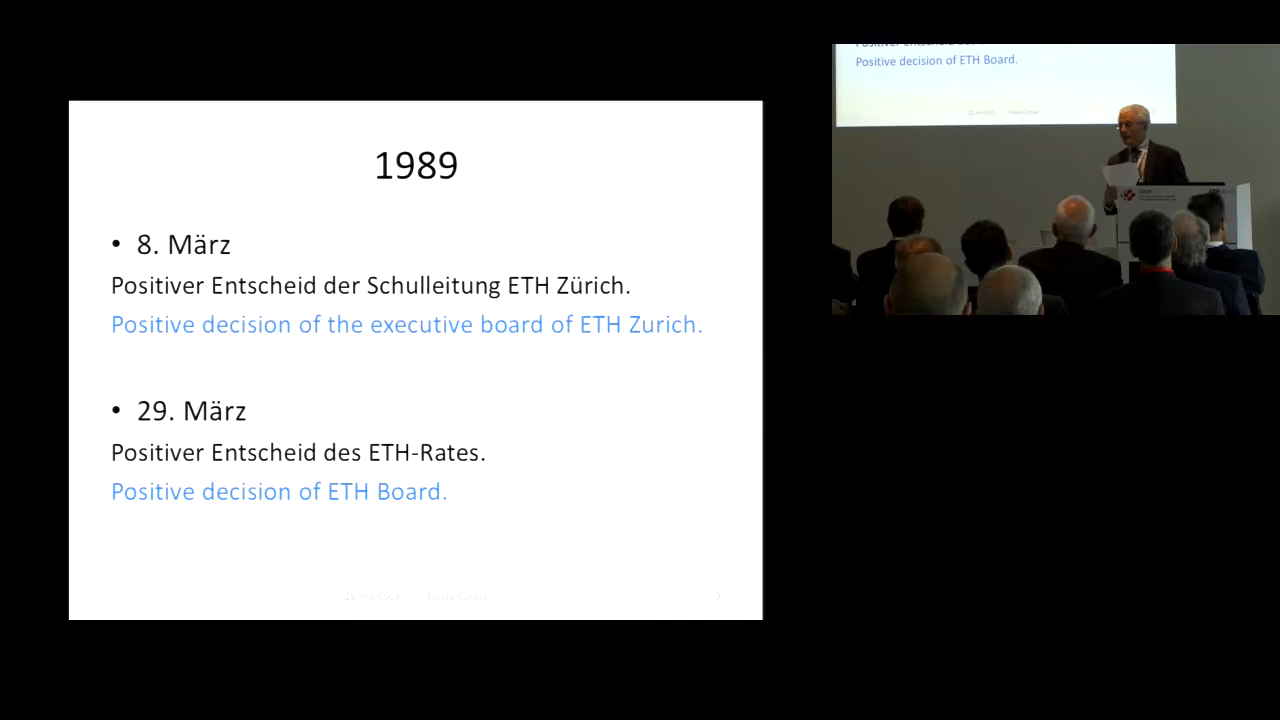 1989
• 8. März
Positiver Entscheid der Schulleitung ETH Zürich.
Positive decision of the executive board of ETH Zurich.
• 29. März
Positiver Entscheid des ETH-Rates.
Positive decision of ETH Board.
Positive decision of ETH Board.